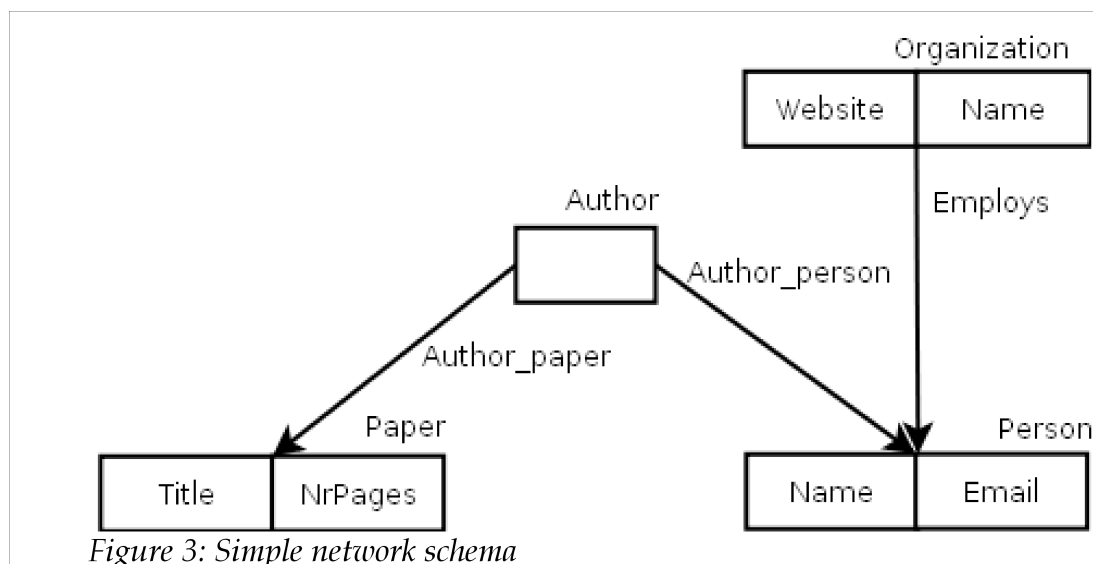 Organization
Website Name
Employs
Author
Author_person
Author_paper
Paper
Person
Title NrPages
Name Email
Figure 3: Simple network schema